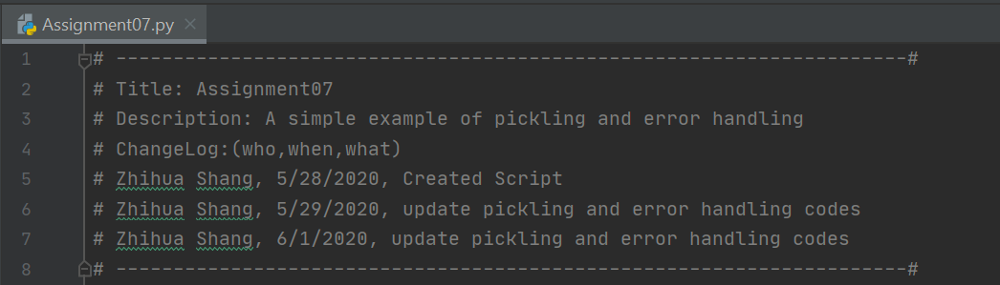 Assignment07.py
1 # ---------------------------------------------------------------------#
2 # Title: Assignment07
3 # Description: A simple example of pickling and error handling
4 # ChangeLog:(who,when,what)
5 # Zhihua Shang, 5/28/2020, Created Script
6 # Zhihua Shang, 5/29/2020, update pickling and error handling codes
7 # Zhihua Shang, 6/1/2020, update pickling and error handling codes
8 # ---------------------------------------------------------------------#